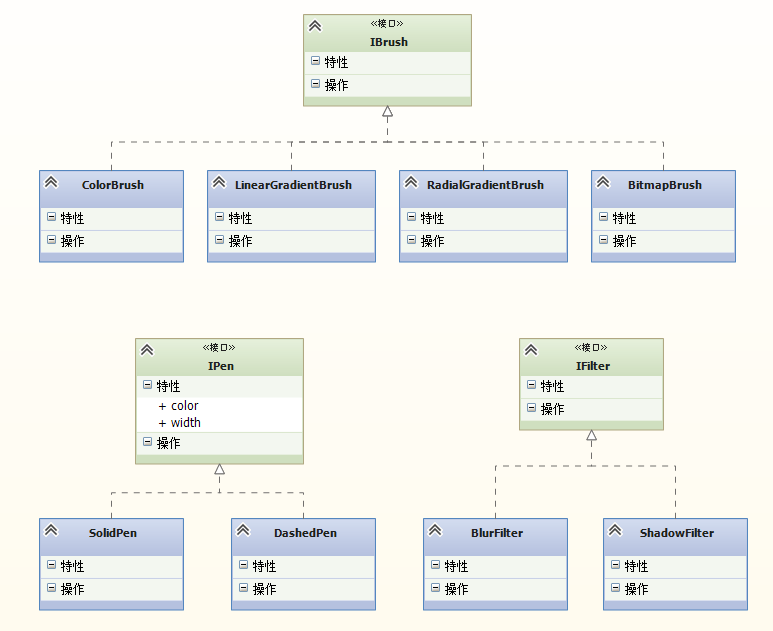 «接口»
IBrush
特性
操作
ColorBrush
LinearGradientBrush
RadialGradientBrush
BitmapBrush
特性
特性
特性
特性
操作
操作
操作
操作
«接口»
IPen
特性
+ color
+ width
操作
«接口»
IFilter
特性
操作
SolidPen
DashedPen
BlurFilter
ShadowFilter
特性
特性
特性
特性
操作
操作
操作
操作